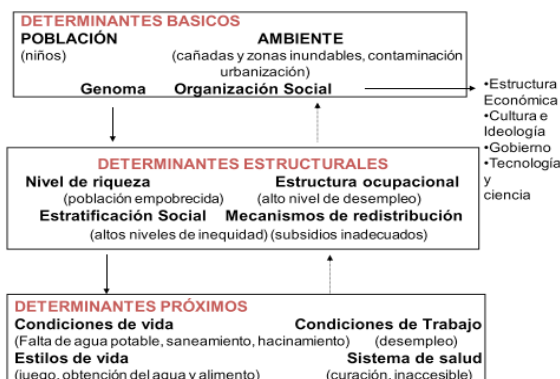 DETERMINANTES BASICOS
POBLACIÓN AMBIENTE
(niños) (cañadas y zonas inundables, contaminación
urbanización)
Genoma Organización Social
•Estructura
Económica
•Cultura e
Ideología
•Gobierno
•Tecnología
y
ciencia
DETERMINANTES ESTRUCTURALES
Nivel de riqueza Estructura ocupacional
(población empobrecida) (alto nivel de desempleo)
Estratificación Social Mecanismos de redistribución
(altos niveles de inequidad) (subsidios inadecuados)
DETERMINANTES PRÓXIMOS
Condiciones de vida Condiciones de Trabajo
(Falta de agua potable, saneamiento, hacinamiento) (desempleo)
Estilos de vida Sistema de salud
(juego, obtención del agua y alimento) (curación, inaccesible)